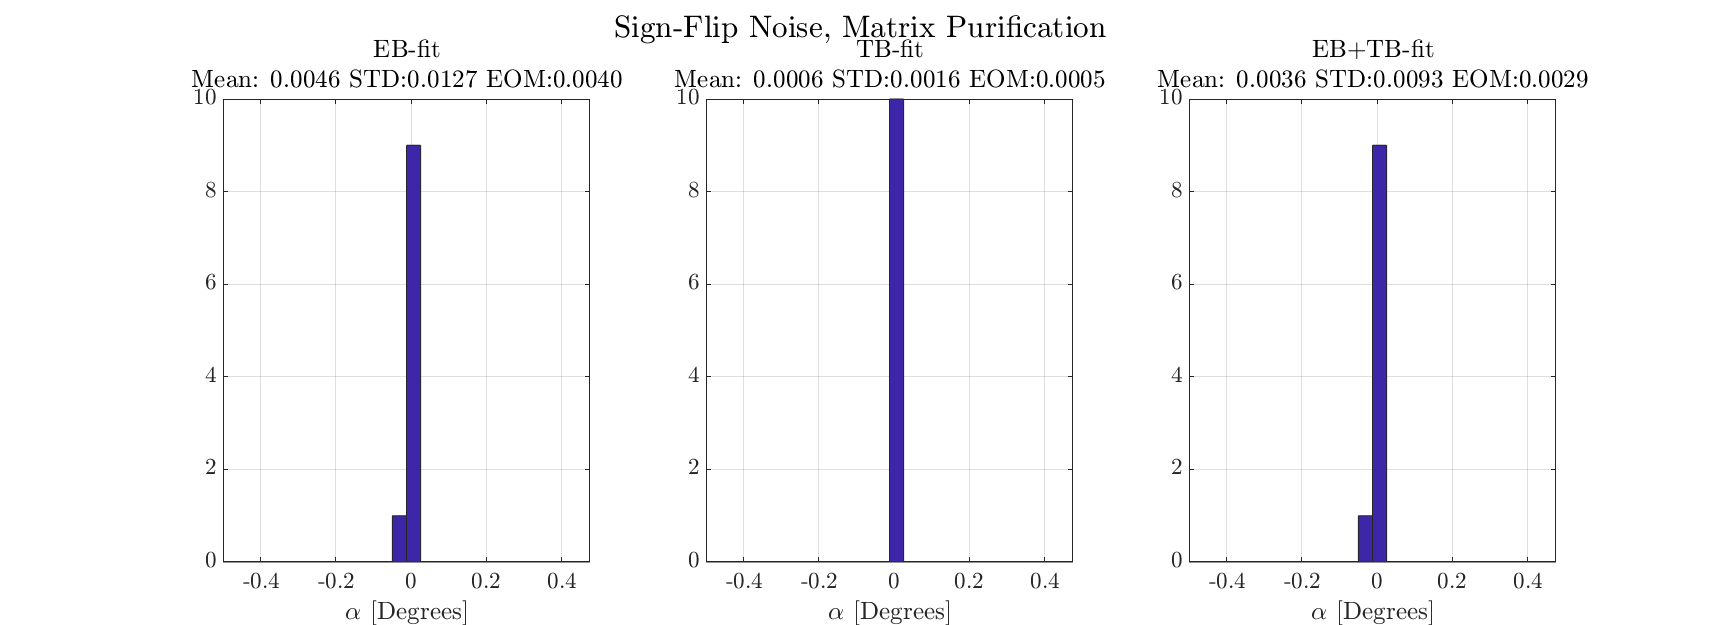 Sign-Flip Noise, Matrix Purification
EB-fit
Mean: 0.0046 STD:0.0127 EOM:0.0040
10
8
6
4
2
0
-0.4 -0.2 0 0.2 0.4
α [Degrees]
TB-fit
Mean: 0.0006 STD:0.0016 EOM:0.0005
10
8
6
4
2
0
-0.4 -0.2 0 0.2 0.4
α [Degrees]
EB+TB-fit
Mean: 0.0036 STD:0.0093 EOM:0.0029
10
8
6
4
2
0
-0.4 -0.2 0 0.2 0.4
α [Degrees]